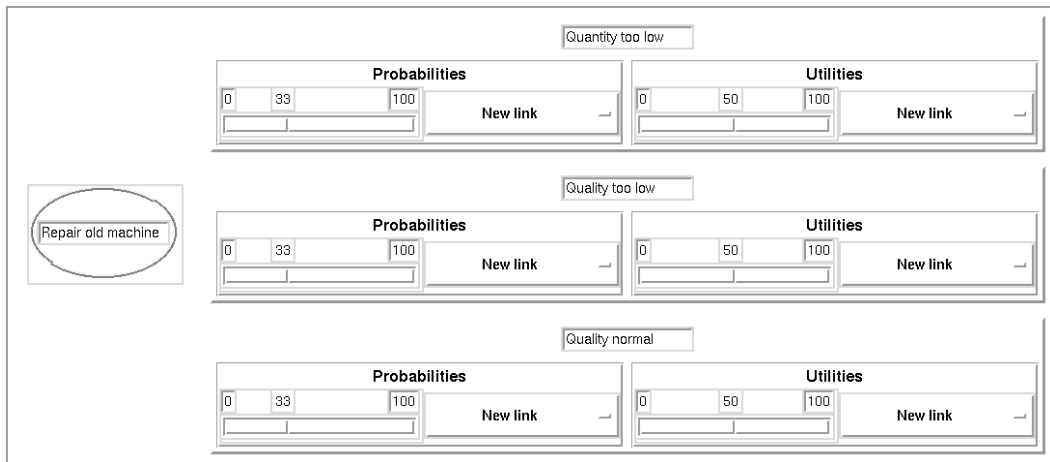 Quantity too low
Probabilities Utilities
0 33 100 New link 0 50 100 New link
Quality too low
Repair old machine
Probabilities Utilities
0 33 100 New link 0 50 100 New link
Quality normal
Probabilities Utilities
0 33 100 New link 0 50 100 New link